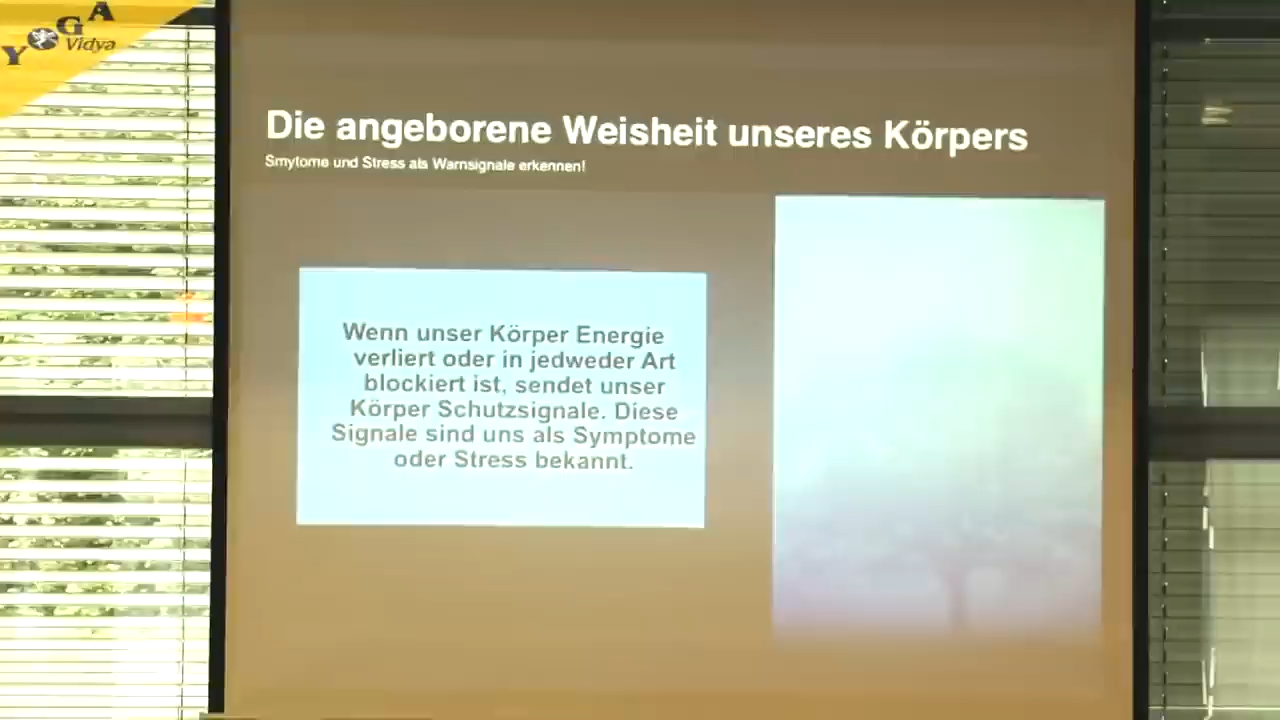 YOGA
Vidya
Die angeborene Weisheit unseres Körpers
Smytome und Stress als Warnsignale erkennen!
Wenn unser Körper Energie
verliert oder in jedweder Art
blockiert ist, sendet unser
Körper Schutzsignale. Diese
Signale sind uns als Symptome
oder Stress bekannt.